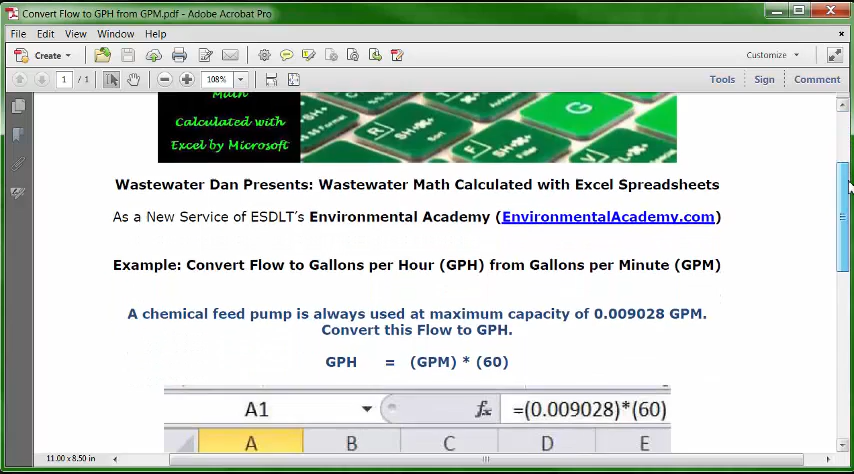 Convert Flow to GPH from GPM.pdf - Adobe Acrobat Pro
File Edit View Window Help
Create Customize
1 / 1 108% Tools Sign Comment
Math
Calculated with
Excel by Microsoft
G
R SH+ Sort
F SH+ Filter
Wastewater Dan Presents: Wastewater Math Calculated with Excel Spreadsheets
As a New Service of ESDLT's Environmental Academy (EnvironmentalAcademy.com)
Example: Convert Flow to Gallons per Hour (GPH) from Gallons per Minute (GPM)
A chemical feed pump is always used at maximum capacity of 0.009028 GPM.
Convert this Flow to GPH.
GPH = (GPM) * (60)
A1 fx =(0.009028)*(60)
A B C D E
11.00 x 8.50 in